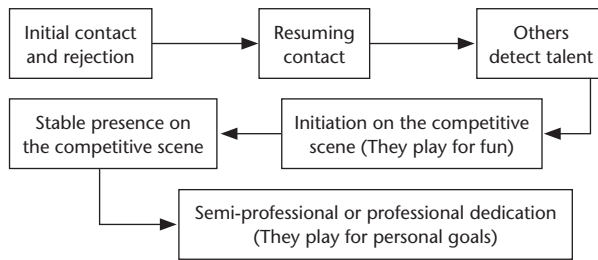 Initial contact
and rejection
Resuming
contact
Others
detect talent
Initiation on the competitive
scene (They play for fun)
Stable presence on
the competitive scene
Semi-professional or professional dedication
(They play for personal goals)